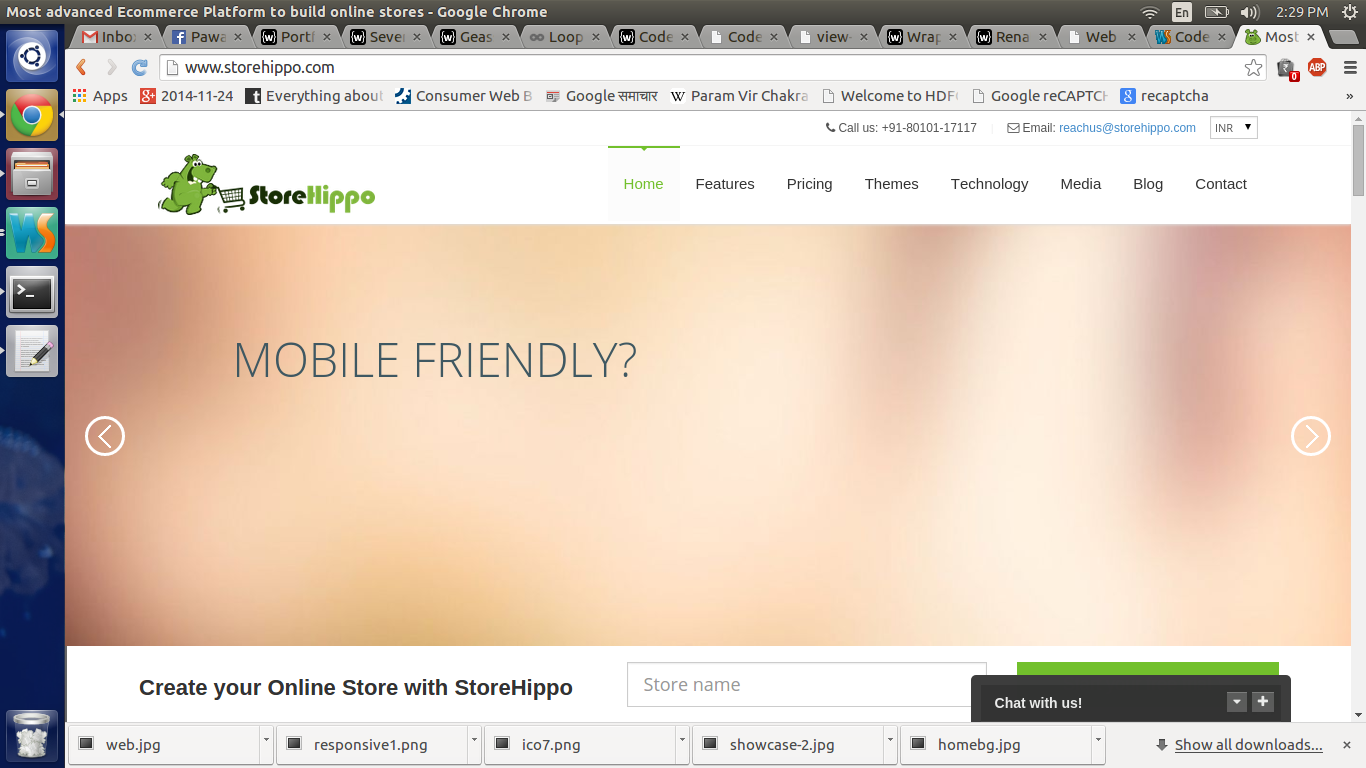 Most advanced Ecommerce Platform to build online stores - Google Chrome
En
2:29 PM
Inbo
Pawa
Portf
Sever
Geas
Loop
Code
Code
view-
Wrap
Rena
Web
Code
Most
www.storehippo.com
0
ABP
Apps
2014-11-24
Everything about
Consumer Web B
Google समाचार
Param Vir Chakra
Welcome to HDF
Google reCAPTCH
recaptcha
»
Call us: +91-80101-17117
Email: reachus@storehippo.com
INR
StoreHippo
Home
Features
Pricing
Themes
Technology
Media
Blog
Contact
MOBILE FRIENDLY?
Create your Online Store with StoreHippo
Store name
Chat with us!
web.jpg
responsive1.png
ico7.png
showcase-2.jpg
homebg.jpg
Show all downloads...